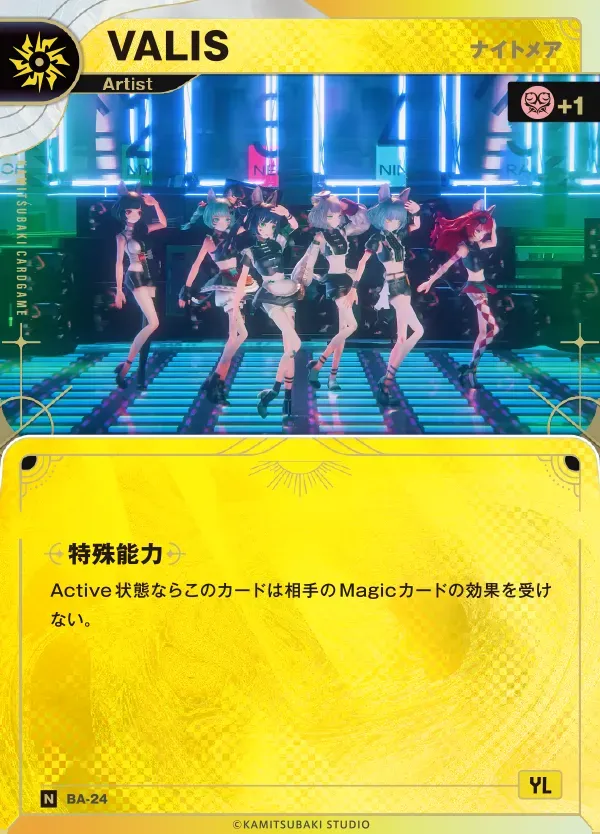 VALIS
ナイトメア
Artist
+1
KAMITSUBAKI CARDGAME
特殊能力
Active状態ならこのカードは相手のMagicカードの効果を受け
ない。
N BA-24
YL
©KAMITSUBAKI STUDIO